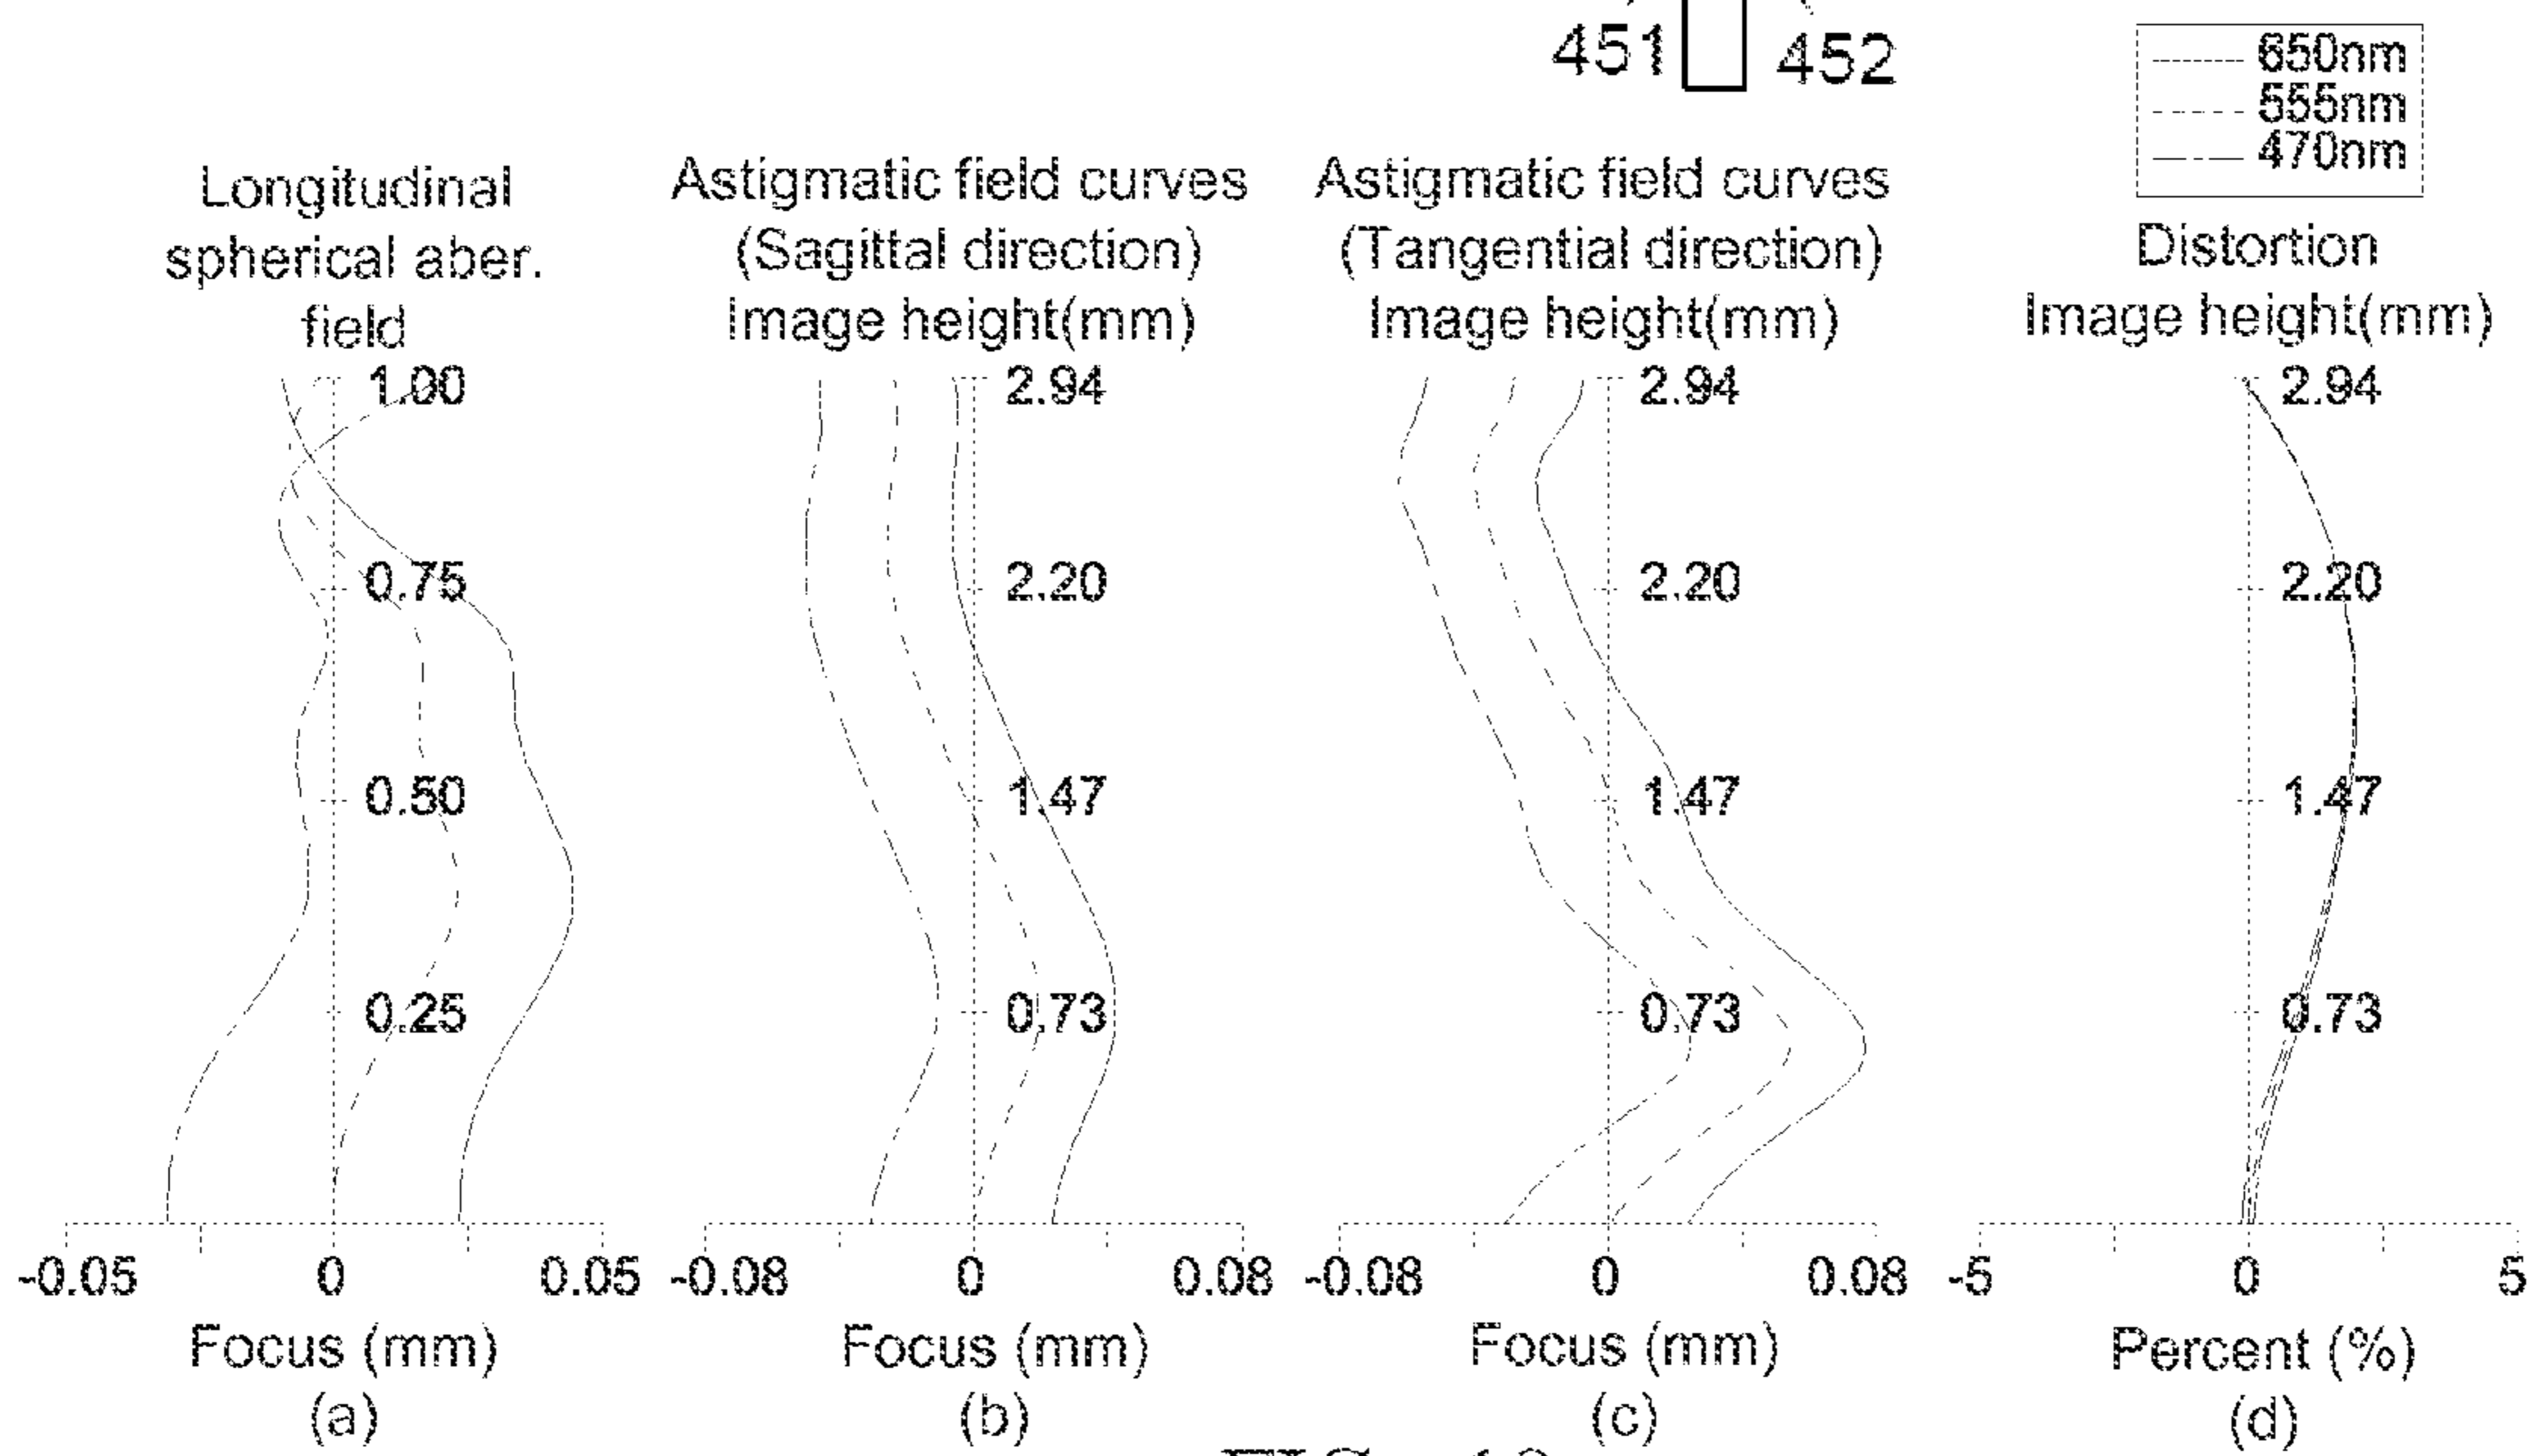 451 452
650nm
555nm
470nm
Longitudinal
spherical aber.
field
1.00
0.75
0.50
0.25
-0.05 0 0.05
Focus (mm)
(a)
Astigmatic field curves
(Sagittal direction)
Image height(mm)
2.94
2.20
1.47
0.73
-0.08 0 0.08
Focus (mm)
(b)
Astigmatic field curves
(Tangential direction)
Image height(mm)
2.94
2.20
1.47
0.73
-0.08 0 0.08
Focus (mm)
(c)
Distortion
Image height(mm)
2.94
2.20
1.47
0.73
-5 0 5
Percent (%)
(d)